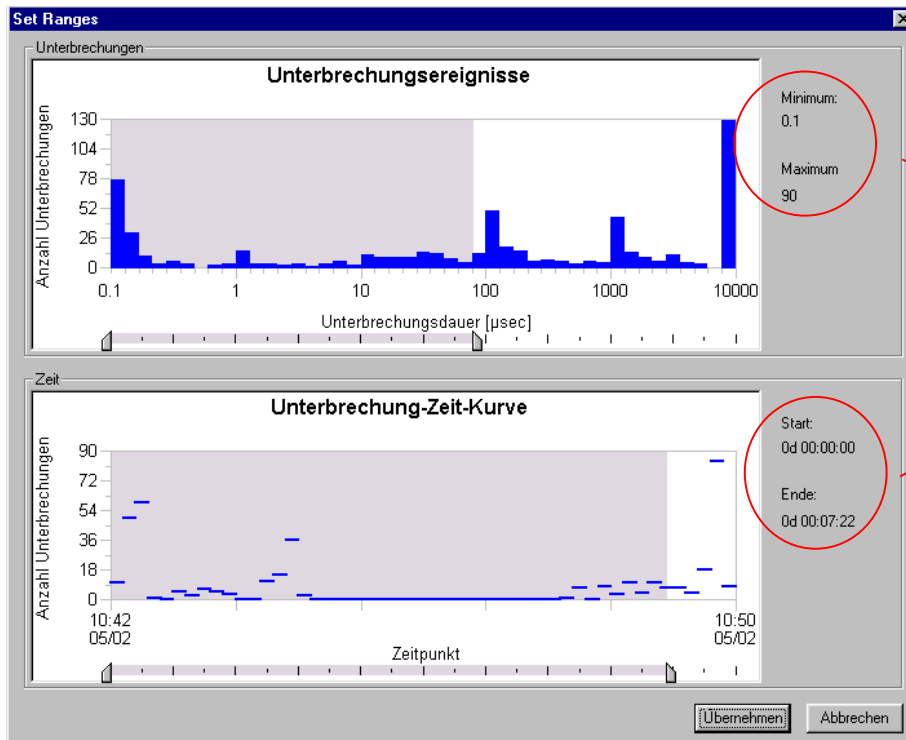 Set Ranges
Unterbrechungen
Unterbrechungsereignisse
Anzahl Unterbrechungen
130
104
78
52
26
0
0.1 1 10 100 1000 10000
Unterbrechungsdauer [µsec]
Minimum:
0.1
Maximum
90
Zeit
Unterbrechung-Zeit-Kurve
Anzahl Unterbrechungen
90
72
54
36
18
0
10:42 10:50
05/02 05/02
Zeitpunkt
Start:
0d 00:00:00
Ende:
0d 00:07:22
Übernehmen Abbrechen